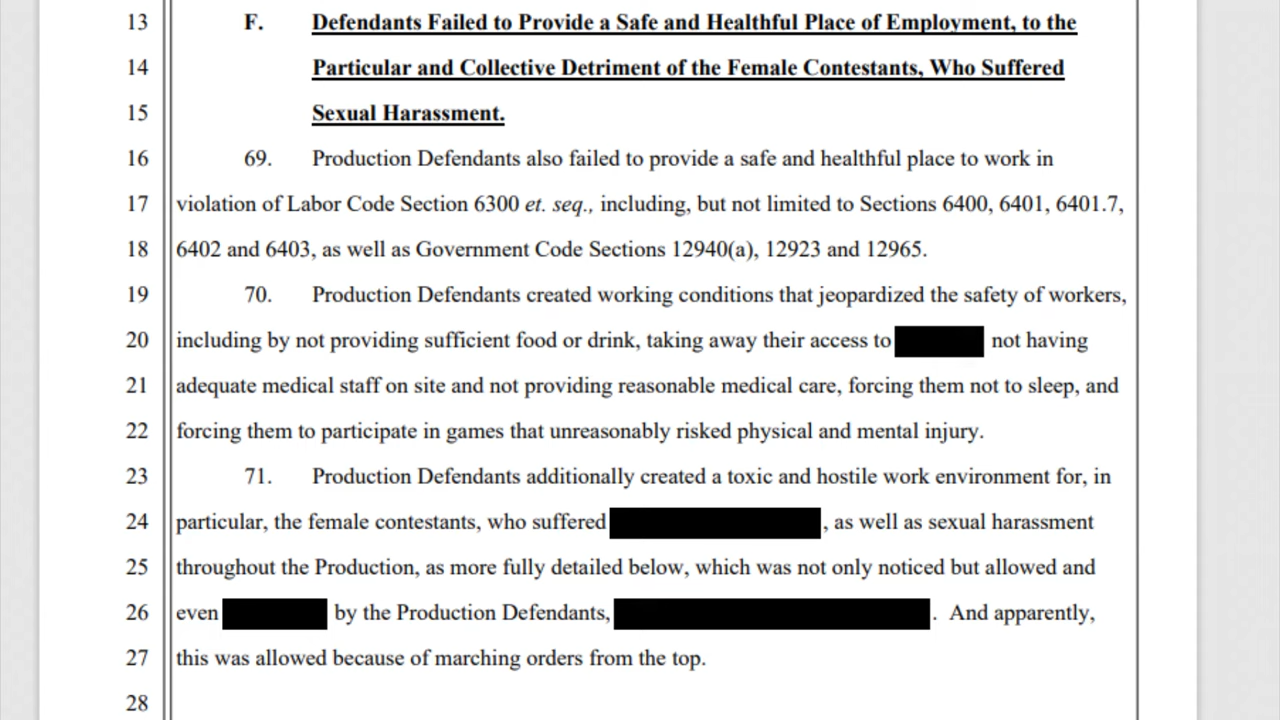 13 F. Defendants Failed to Provide a Safe and Healthful Place of Employment, to the
14 Particular and Collective Detriment of the Female Contestants, Who Suffered
15 Sexual Harassment.
16 69. Production Defendants also failed to provide a safe and healthful place to work in
17 violation of Labor Code Section 6300 et. seq., including, but not limited to Sections 6400, 6401, 6401.7,
18 6402 and 6403, as well as Government Code Sections 12940(a), 12923 and 12965.
19 70. Production Defendants created working conditions that jeopardized the safety of workers,
20 including by not providing sufficient food or drink, taking away their access to not having
21 adequate medical staff on site and not providing reasonable medical care, forcing them not to sleep, and
22 forcing them to participate in games that unreasonably risked physical and mental injury.
23 71. Production Defendants additionally created a toxic and hostile work environment for, in
24 particular, the female contestants, who suffered , as well as sexual harassment
25 throughout the Production, as more fully detailed below, which was not only noticed but allowed and
26 even by the Production Defendants, . And apparently,
27 this was allowed because of marching orders from the top.
28